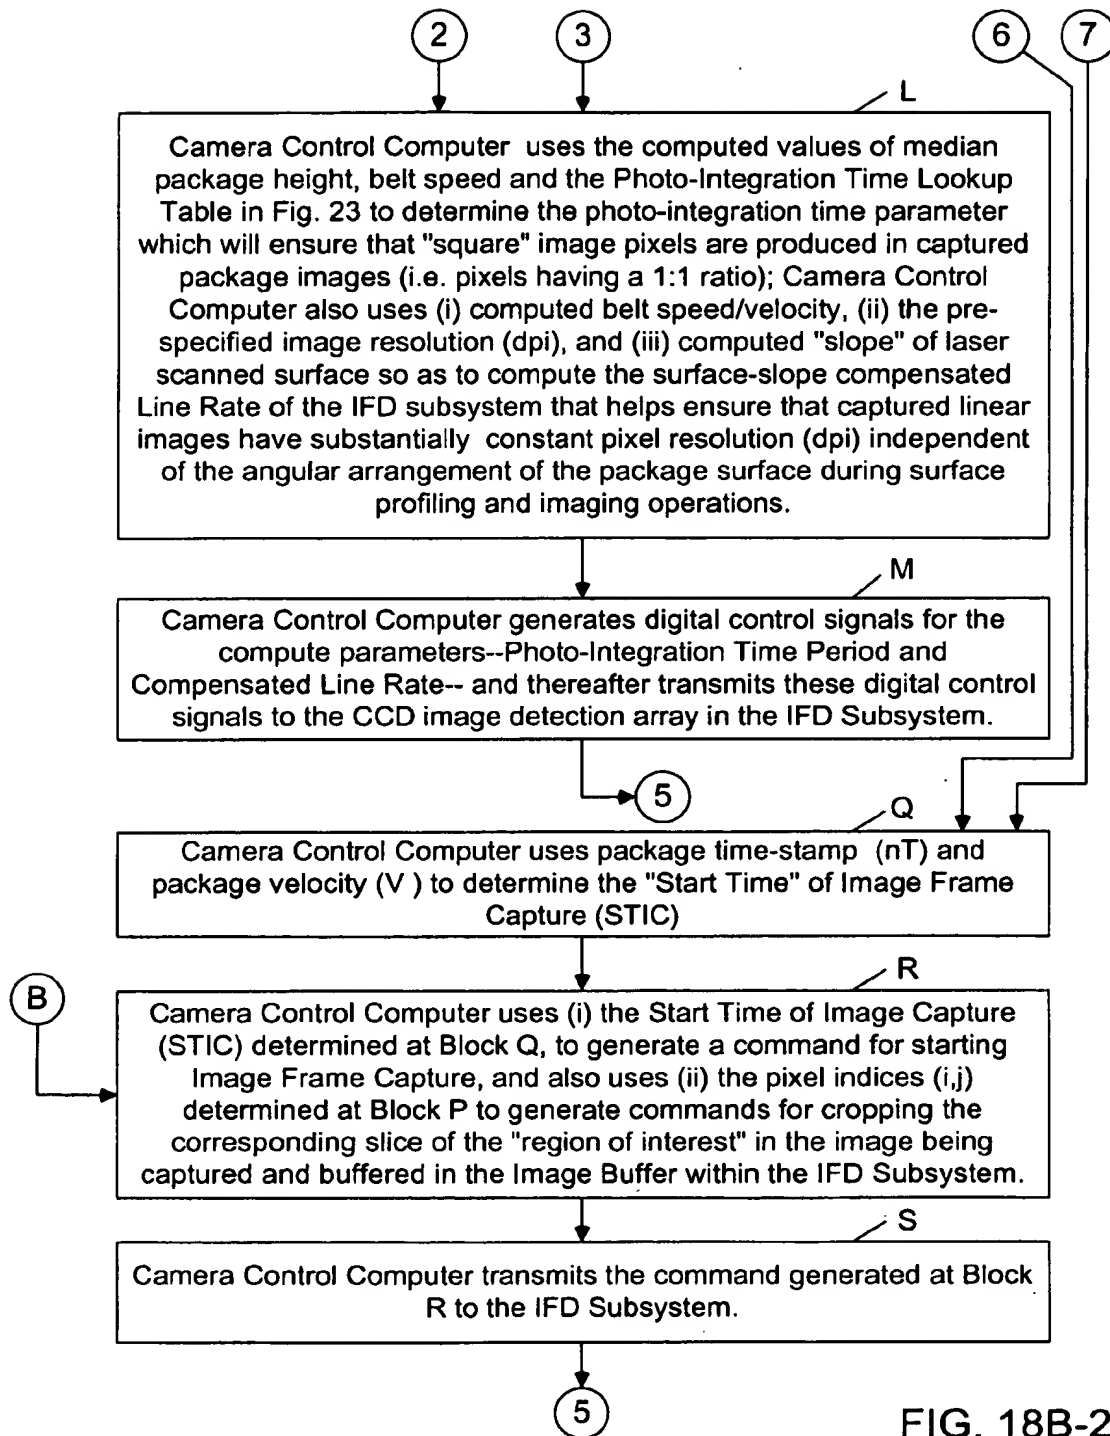 2
3
6
7
L
Camera Control Computer uses the computed values of median
package height, belt speed and the Photo-Integration Time Lookup
Table in Fig. 23 to determine the photo-integration time parameter
which will ensure that "square" image pixels are produced in captured
package images (i.e. pixels having a 1:1 ratio); Camera Control
Computer also uses (i) computed belt speed/velocity, (ii) the pre-
specified image resolution (dpi), and (iii) computed "slope" of laser
scanned surface so as to compute the surface-slope compensated
Line Rate of the IFD subsystem that helps ensure that captured linear
images have substantially constant pixel resolution (dpi) independent
of the angular arrangement of the package surface during surface
profiling and imaging operations.
M
Camera Control Computer generates digital control signals for the
compute parameters--Photo-Integration Time Period and
Compensated Line Rate-- and thereafter transmits these digital control
signals to the CCD image detection array in the IFD Subsystem.
5
Q
Camera Control Computer uses package time-stamp (nT) and
package velocity (V ) to determine the "Start Time" of Image Frame
Capture (STIC)
R
B
Camera Control Computer uses (i) the Start Time of Image Capture
(STIC) determined at Block Q, to generate a command for starting
Image Frame Capture, and also uses (ii) the pixel indices (i,j)
determined at Block P to generate commands for cropping the
corresponding slice of the "region of interest" in the image being
captured and buffered in the Image Buffer within the IFD Subsystem.
S
Camera Control Computer transmits the command generated at Block
R to the IFD Subsystem.
5
FIG. 18B-2